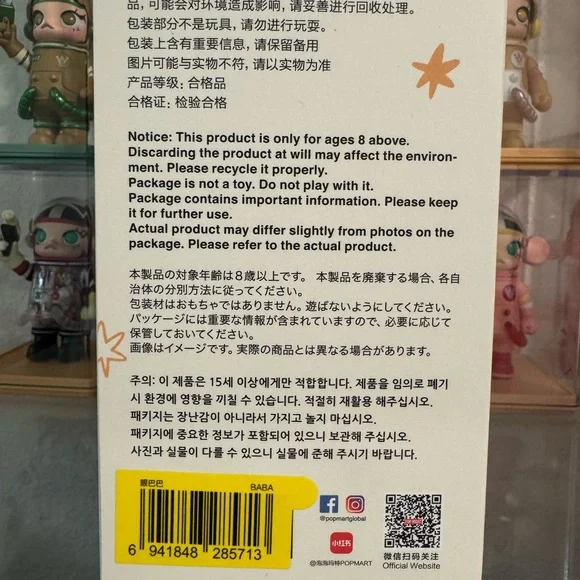 品，可能会对环境造成影响，请妥善进行回收处理。
包装部分不是玩具，请勿进行玩耍。
包装上含有重要信息，请保留备用
图片可能与实物不符，请以实物为准
产品等级：合格品
合格证：检验合格
Notice: This product is only for ages 8 above.
Discarding the product at will may affect the environ-
ment. Please recycle it properly.
Package is not a toy. Do not play with it.
Package contains important information. Please keep
it for further use.
Actual product may differ slightly from photos on the
package. Please refer to the actual product.
本製品の対象年齢は8歳以上です。 本製品を廃棄する場合、各自
治体の分別方法に従ってください。
包装材はおもちゃではありません。遊ばないようにしてください。
パッケージには重要な情報が含まれていますので、必要に応じて
保管しておいてください。
画像はイメージです。実際の商品とは異なる場合があります。
주의: 이 제품은 15세 이상에게만 적합합니다. 제품을 임의로 폐기
시 환경에 영향을 끼칠 수 있습니다. 적절히 재활용 해주십시오.
패키지는 장난감이 아니라서 가지고 놀지 마십시오.
패키지에 중요한 정보가 포함되어 있으니 보관해 주십시오.
사진과 실물이 다를 수 있으니 실물에 준해 주시기 바랍니다.
眼巴巴 BABA
6 941848 285713
@popmartglobal
小红书
@泡泡玛特POPMART
POP MART
微信扫码关注
Official Website